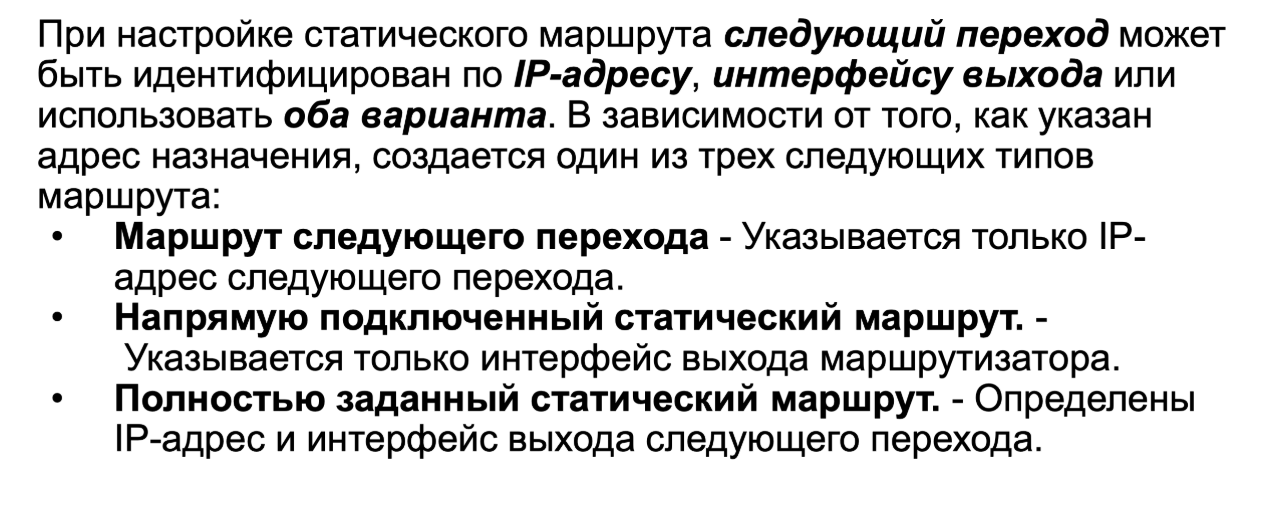 При настройке статического маршрута следующий переход может
быть идентифицирован по IP-адресу, интерфейсу выхода или
использовать оба варианта. В зависимости от того, как указан
адрес назначения, создается один из трех следующих типов
маршрута:
• Маршрут следующего перехода - Указывается только IP-
адрес следующего перехода.
• Напрямую подключенный статический маршрут. -
Указывается только интерфейс выхода маршрутизатора.
• Полностью заданный статический маршрут. - Определены
IP-адрес и интерфейс выхода следующего перехода.